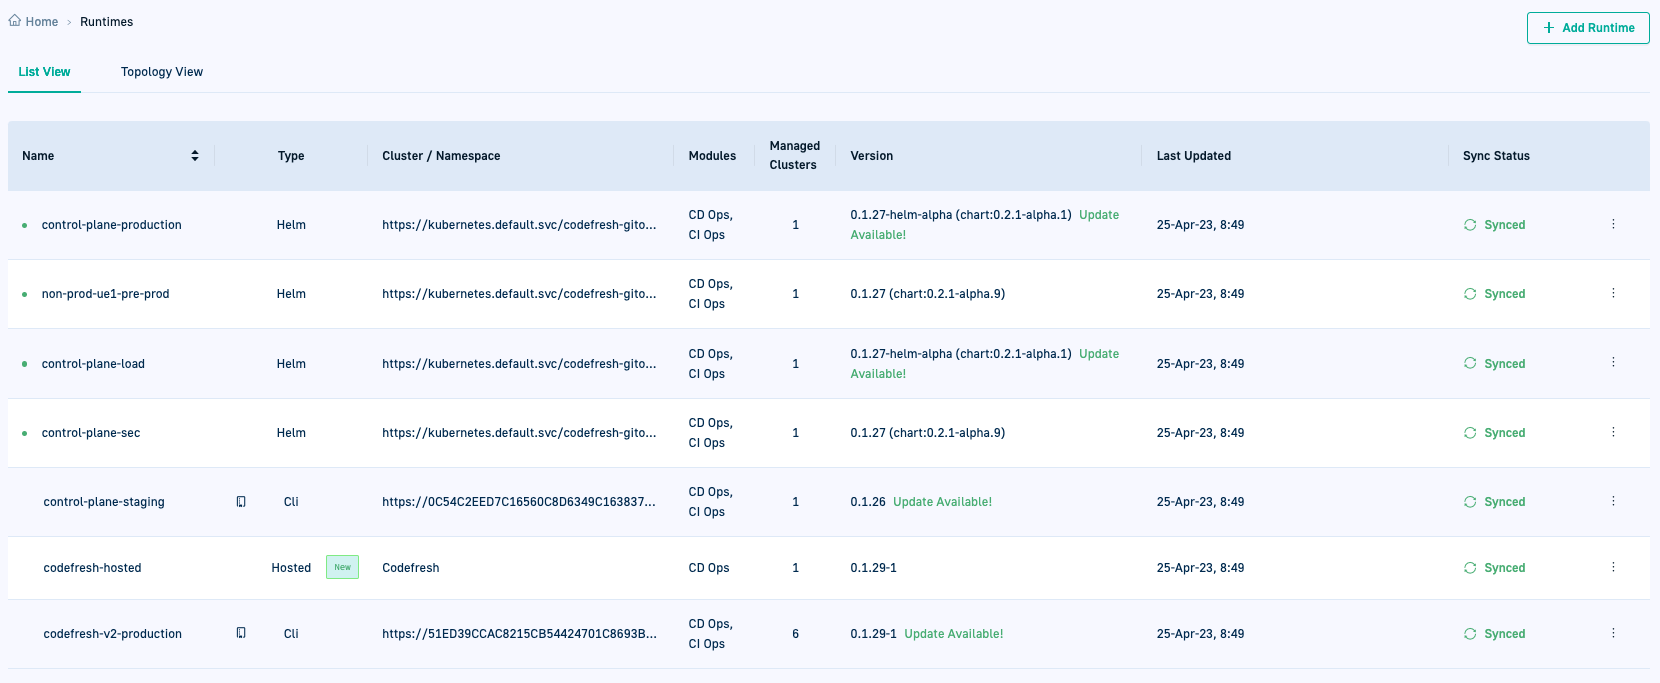 Home > Runtimes
+ Add Runtime
List View
Topology View
Name
Type
Cluster / Namespace
Modules
Managed
Clusters
Version
Last Updated
Sync Status
control-plane-production
Helm
https://kubernetes.default.svc/codefresh-gito...
CD Ops,
CI Ops
1
0.1.27-helm-alpha (chart:0.2.1-alpha.1) Update
Available!
25-Apr-23, 8:49
Synced
non-prod-ue1-pre-prod
Helm
https://kubernetes.default.svc/codefresh-gito...
CD Ops,
CI Ops
1
0.1.27 (chart:0.2.1-alpha.9)
25-Apr-23, 8:49
Synced
control-plane-load
Helm
https://kubernetes.default.svc/codefresh-gito...
CD Ops,
CI Ops
1
0.1.27-helm-alpha (chart:0.2.1-alpha.1) Update
Available!
25-Apr-23, 8:49
Synced
control-plane-sec
Helm
https://kubernetes.default.svc/codefresh-gito...
CD Ops,
CI Ops
1
0.1.27 (chart:0.2.1-alpha.9)
25-Apr-23, 8:49
Synced
control-plane-staging
Cli
https://0C54C2EED7C16560C8D6349C163837...
CD Ops,
CI Ops
1
0.1.26 Update Available!
25-Apr-23, 8:49
Synced
codefresh-hosted
Hosted
New
Codefresh
CD Ops
1
0.1.29-1
25-Apr-23, 8:49
Synced
codefresh-v2-production
Cli
https://51ED39CCAC8215CB54424701C8693B...
CD Ops,
CI Ops
6
0.1.29-1 Update Available!
25-Apr-23, 8:49
Synced